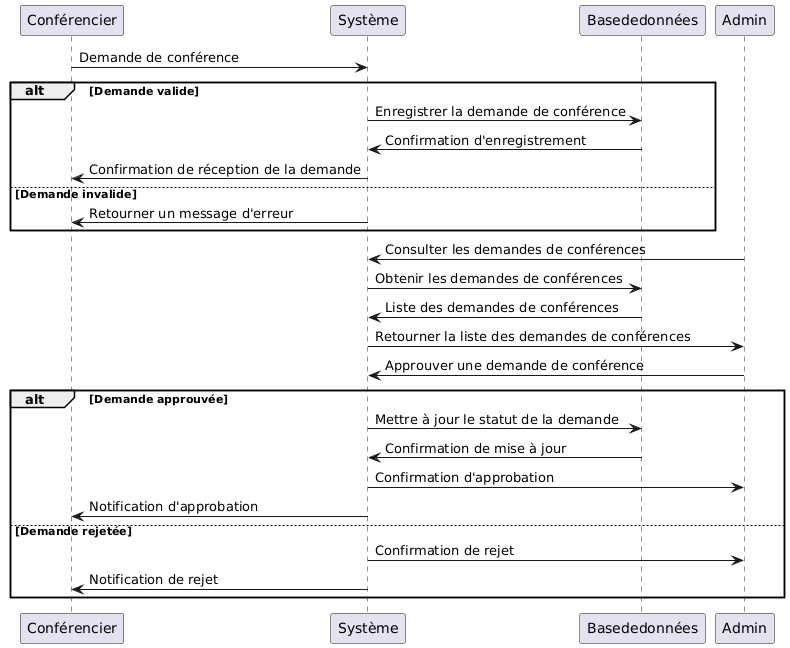 Conférencier Système Basededonnées Admin
Demande de conférence
alt [Demande valide]
Enregistrer la demande de conférence
Confirmation d'enregistrement
Confirmation de réception de la demande
[Demande invalide]
Retourner un message d'erreur
Consulter les demandes de conférences
Obtenir les demandes de conférences
Liste des demandes de conférences
Retourner la liste des demandes de conférences
Approuver une demande de conférence
alt [Demande approuvée]
Mettre à jour le statut de la demande
Confirmation de mise à jour
Confirmation d'approbation
Notification d'approbation
[Demande rejetée]
Confirmation de rejet
Notification de rejet
Conférencier Système Basededonnées Admin